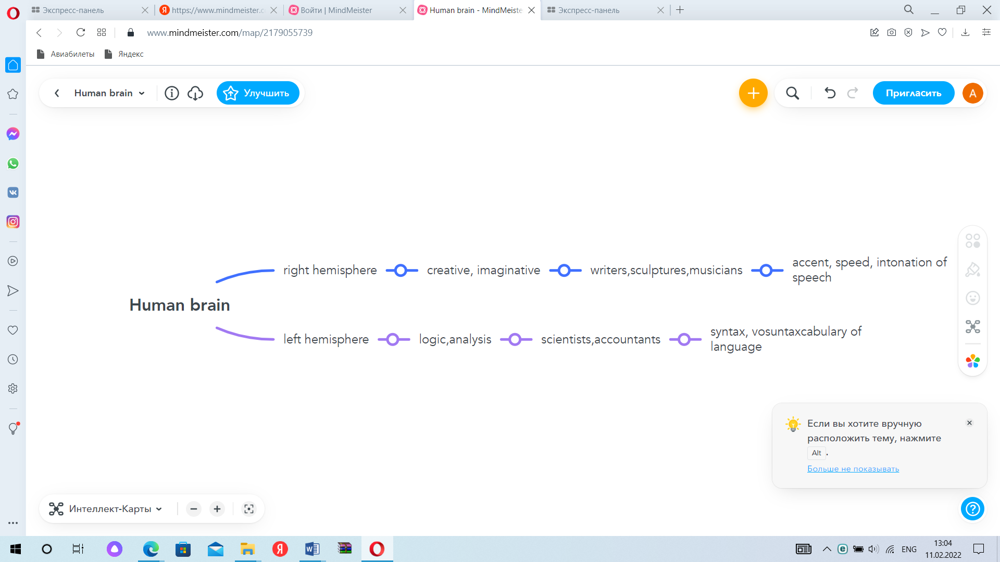 Экспресс-панель
https://www.mindmeister.c
Войти | MindMeister
Human brain - MindMeiste
Экспресс-панель
www.mindmeister.com/map/2179055739
Авиабилеты
Яндекс
Human brain
Улучшить
Пригласить
A
right hemisphere
creative, imaginative
writers,sculptures,musicians
accent, speed, intonation of
speech
Human brain
left hemisphere
logic,analysis
scientists,accountants
syntax, vosuntaxcabulary of
language
Если вы хотите вручную
расположить тему, нажмите
Alt.
Больше не показывать
Интеллект-Карты
ENG
13:04
11.02.2022